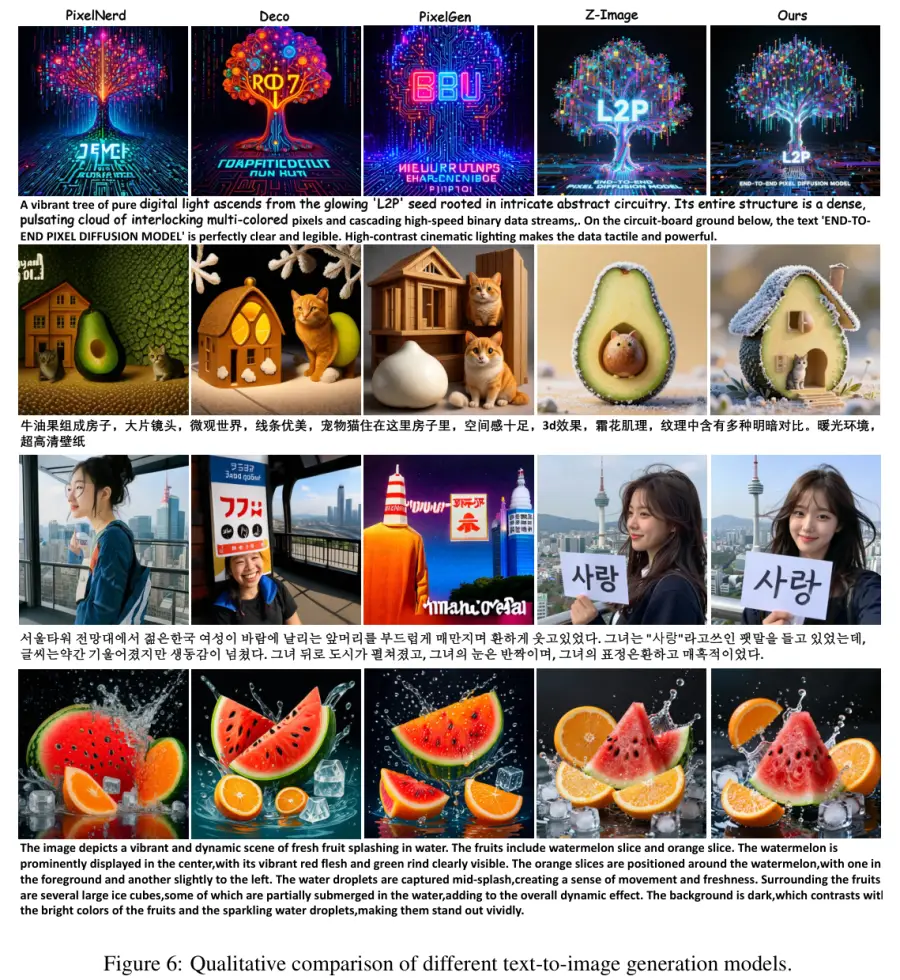 PixelNerd Deco PixelGen Z-Image Ours
L2P
L2P
END-TO-END
PIXEL DIFFUSION MODEL
END-TO-END PIXEL DIFFUSION MODEL
A vibrant tree of pure digital light ascends from the glowing 'L2P' seed rooted in intricate abstract circuitry. Its entire structure is a dense,
pulsating cloud of interlocking multi-colored pixels and cascading high-speed binary data streams,. On the circuit-board ground below, the text 'END-TO-
END PIXEL DIFFUSION MODEL' is perfectly clear and legible. High-contrast cinematic lighting makes the data tactile and powerful.
牛油果组成房子，大片镜头，微观世界，线条优美，宠物猫住在这里房子里，空间感十足，3d效果，霜花肌理，纹理中含有多种明暗对比。暖光环境，
超高清壁纸
사랑
사랑
서울타워 전망대에서 젊은한국 여성이 바람에 날리는 앞머리를 부드럽게 매만지며 환하게 웃고있었다. 그녀는 "사랑"라고쓰인 팻말을 들고 있었는데,
글씨는약간 기울어졌지만 생동감이 넘쳤다. 그녀 뒤로 도시가 펼쳐졌고, 그녀의 눈은 반짝이며, 그녀의 표정은환하고 매혹적이었다.
The image depicts a vibrant and dynamic scene of fresh fruit splashing in water. The fruits include watermelon slice and orange slice. The watermelon is
prominently displayed in the center,with its vibrant red flesh and green rind clearly visible. The orange slices are positioned around the watermelon,with one in
the foreground and another slightly to the left. The water droplets are captured mid-splash,creating a sense of movement and freshness. Surrounding the fruits
are several large ice cubes,some of which are partially submerged in the water,adding to the overall dynamic effect. The background is dark,which contrasts with
the bright colors of the fruits and the sparkling water droplets,making them stand out vividly.
Figure 6: Qualitative comparison of different text-to-image generation models.